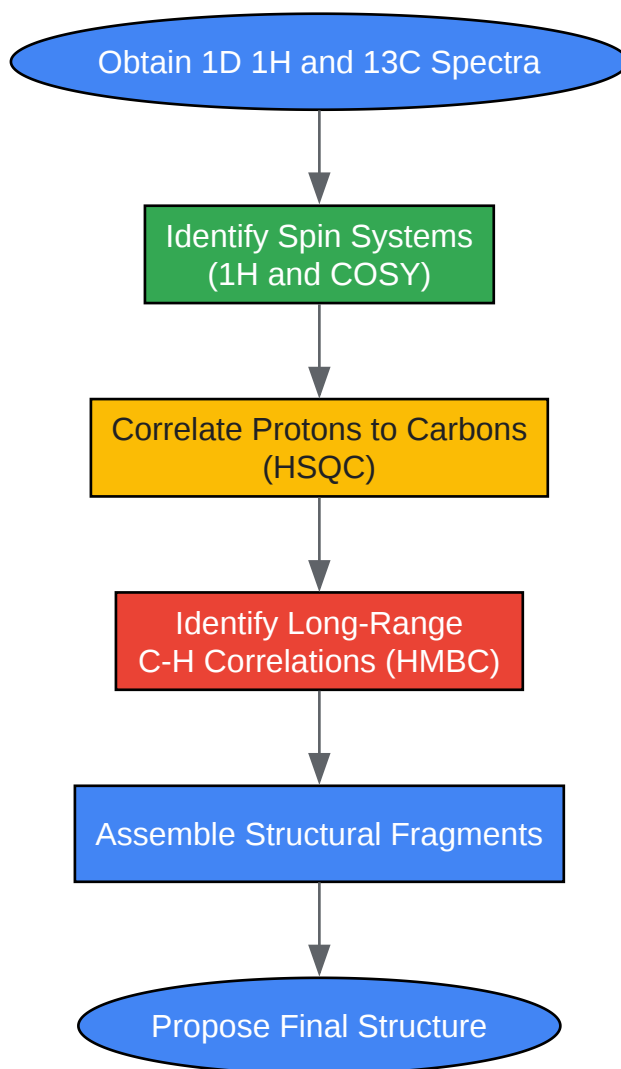 Obtain 1D 1H and 13C Spectra
Identify Spin Systems
(1H and COSY)
Correlate Protons to Carbons
(HSQC)
Identify Long-Range
C-H Correlations (HMBC)
Assemble Structural Fragments
Propose Final Structure